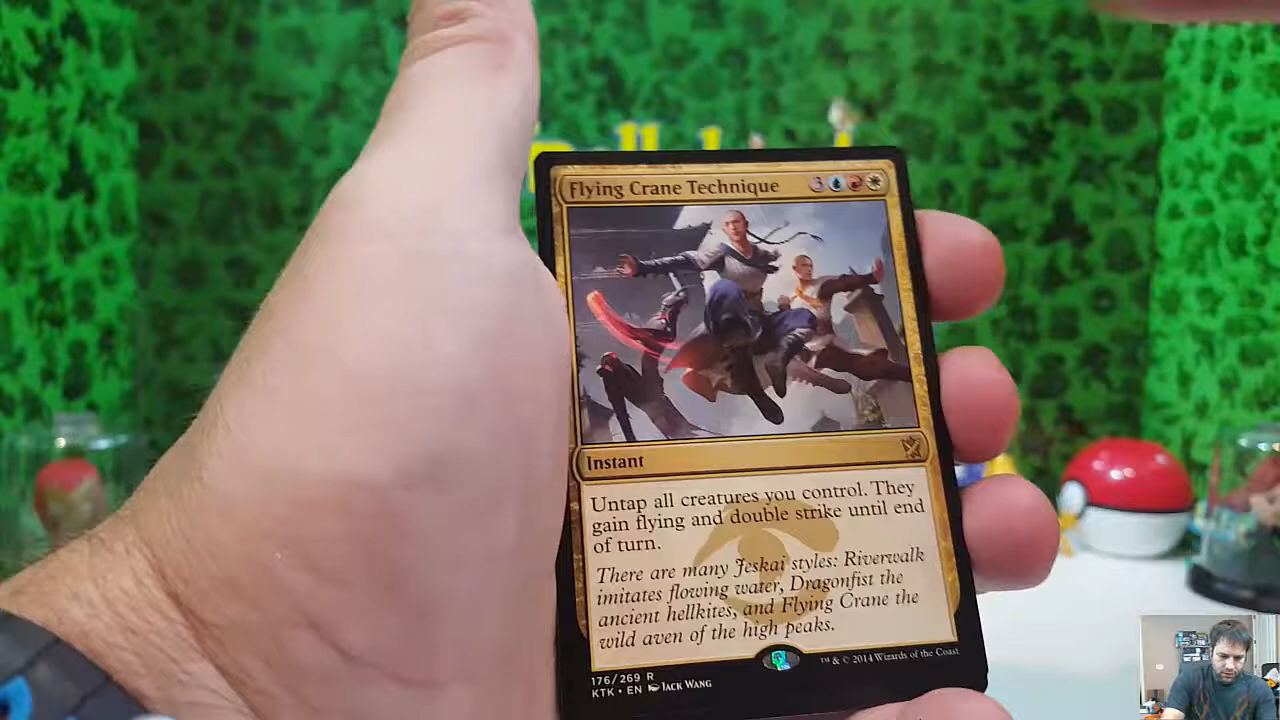 Flying Crane Technique 3
Instant
Untap all creatures you control. They
gain flying and double strike until end
of turn.
There are many Jeskai styles: Riverwalk
imitates flowing water, Dragonfist the
ancient hellkites, and Flying Crane the
wild aven of the high peaks.
176/269 R
KTK • EN Jack Wang
™ & © 2014 Wizards of the Coast